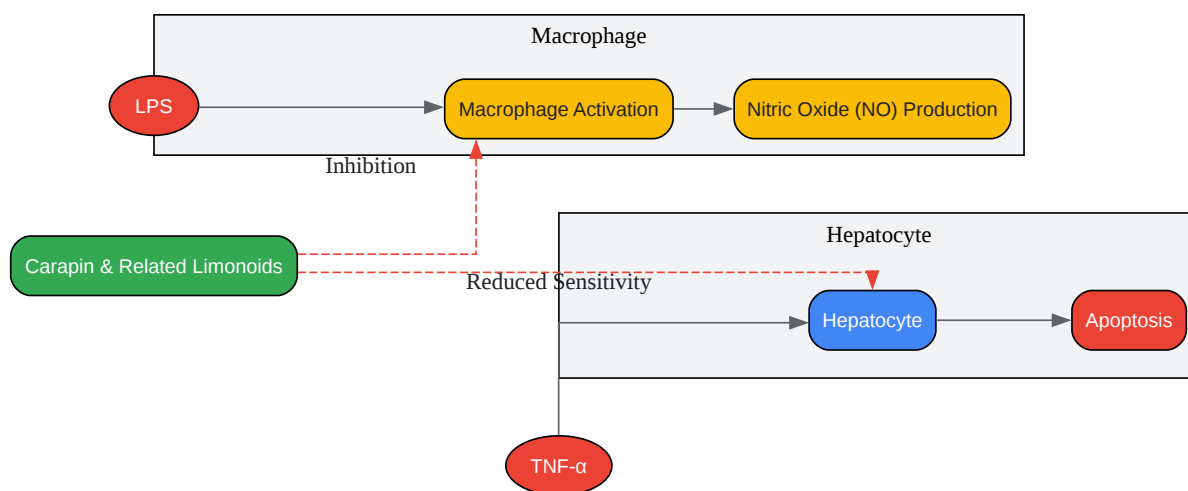 Macrophage
LPS
Macrophage Activation
Nitric Oxide (NO) Production
Inhibition
Carapin & Related Limonoids
Hepatocyte
Reduced Sensitivity
Hepatocyte
Apoptosis
TNF-α